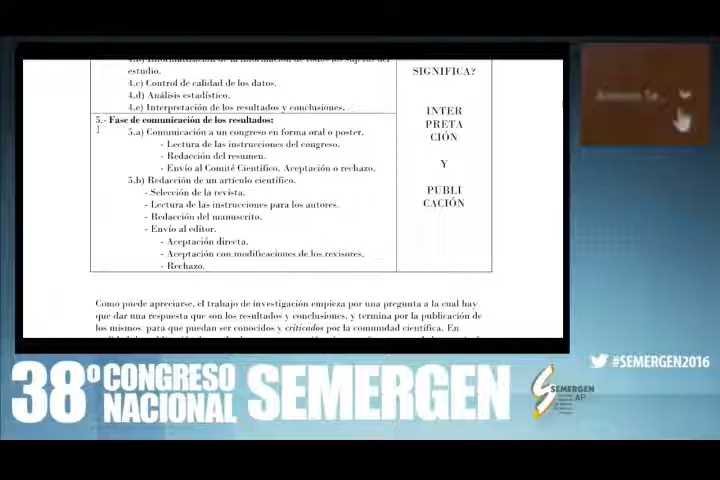 estudio.
4.c) Control de calidad de los datos.
4.d) Análisis estadístico.
4.e) Interpretación de los resultados y conclusiones.
5.- Fase de comunicación de los resultados:
5.a) Comunicación a un congreso en forma oral o poster.
- Lectura de las instrucciones del congreso.
- Redacción del resumen.
- Envío al Comité Científico. Aceptación o rechazo.
5.b) Redacción de un artículo científico.
- Selección de la revista.
- Lectura de las instrucciones para los autores.
- Redacción del manuscrito.
- Envío al editor.
- Aceptación directa.
- Aceptación con modificaciones de los revisores.
- Rechazo.
SIGNIFICA?
INTER
PRETA
CIÓN
Y
PUBLI
CACIÓN
Como puede apreciarse, el trabajo de investigación empieza por una pregunta a la cual hay
que dar una respuesta que son los resultados y conclusiones, y termina por la publicación de
los mismos para que puedan ser conocidos y criticados por la comunidad científica. En
#SEMERGEN2016
38º CONGRESO
NACIONAL
SEMERGEN
SEMERGEN
AP